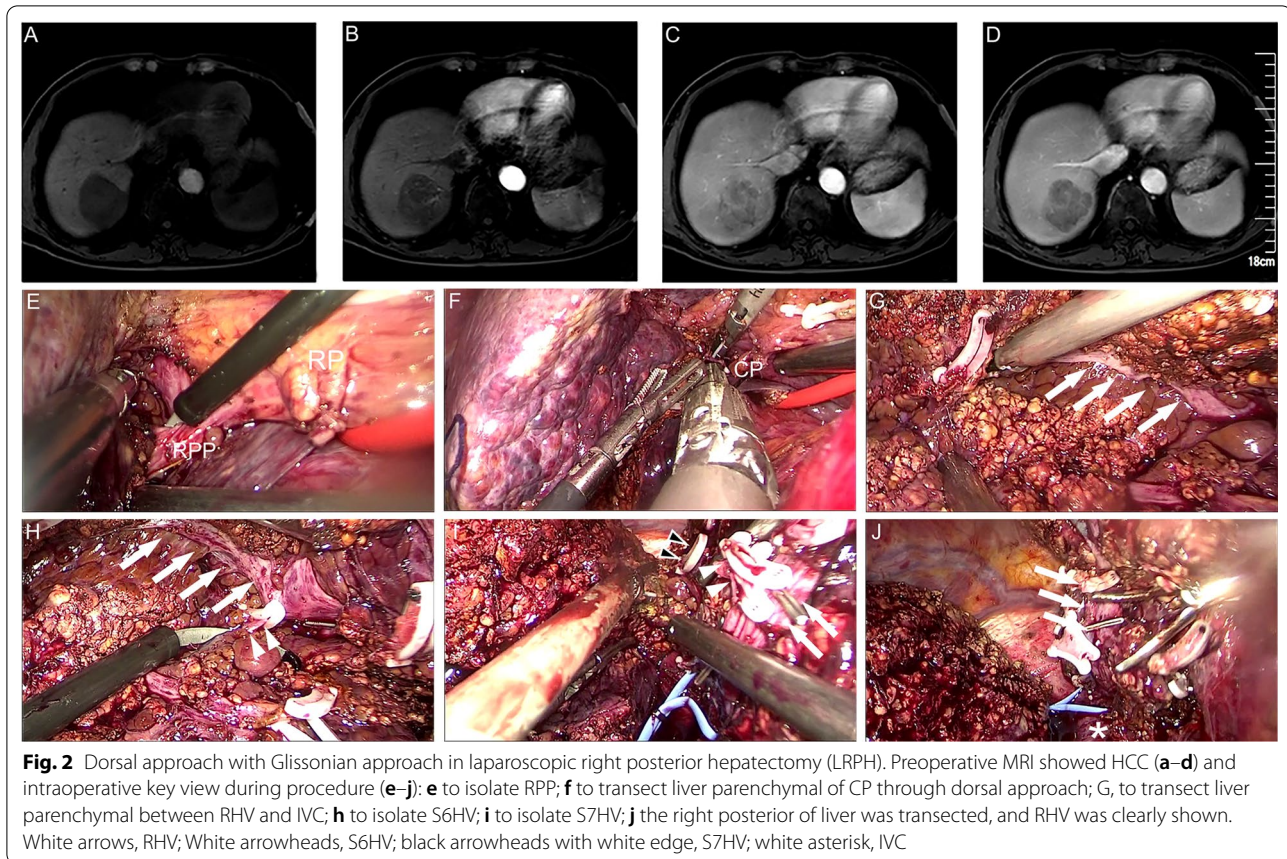 A
B
C
D
18cm
E
RP
RPP
F
CP
G
H
I
J
*
Fig. 2 Dorsal approach with Glissonian approach in laparoscopic right posterior hepatectomy (LRPH). Preoperative MRI showed HCC (a–d) and
intraoperative key view during procedure (e–j): e to isolate RPP; f to transect liver parenchymal of CP through dorsal approach; G, to transect liver
parenchymal between RHV and IVC; h to isolate S6HV; i to isolate S7HV; j the right posterior of liver was transected, and RHV was clearly shown.
White arrows, RHV; White arrowheads, S6HV; black arrowheads with white edge, S7HV; white asterisk, IVC